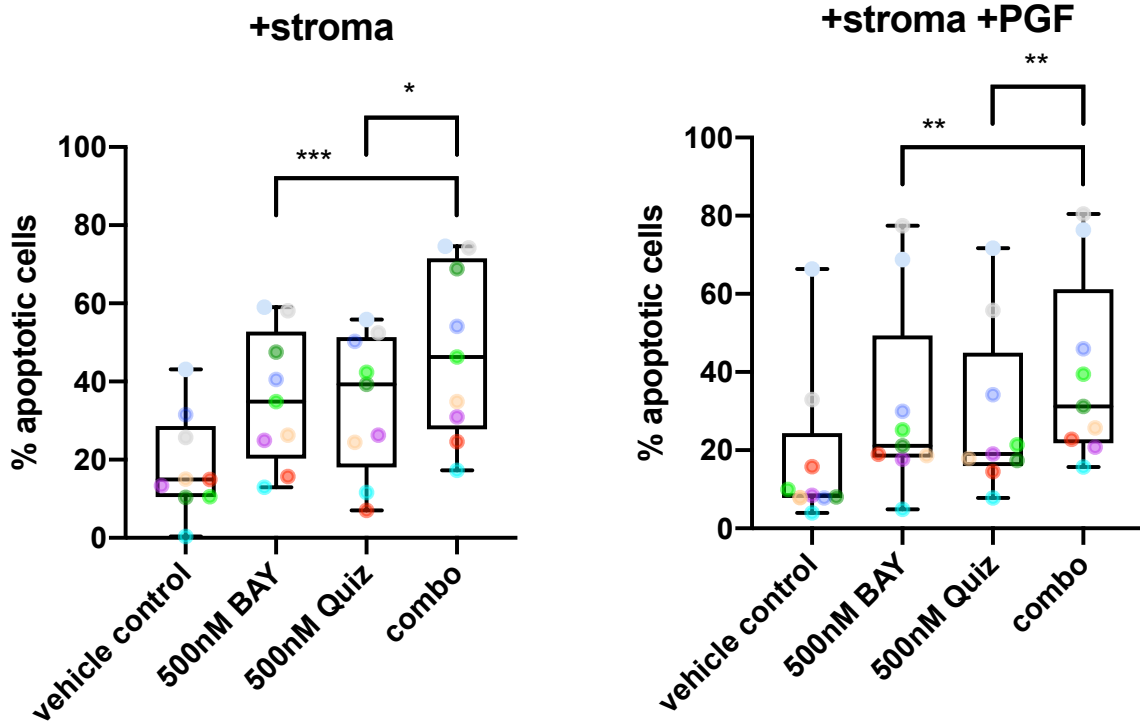 +stroma
*
***
100
80
60
40
20
0
% apoptotic cells
vehicle control
500nM BAY
500nM Quiz
combo
+stroma +PGF
**
**
100
80
60
40
20
0
% apoptotic cells
vehicle control
500nM BAY
500nM Quiz
combo